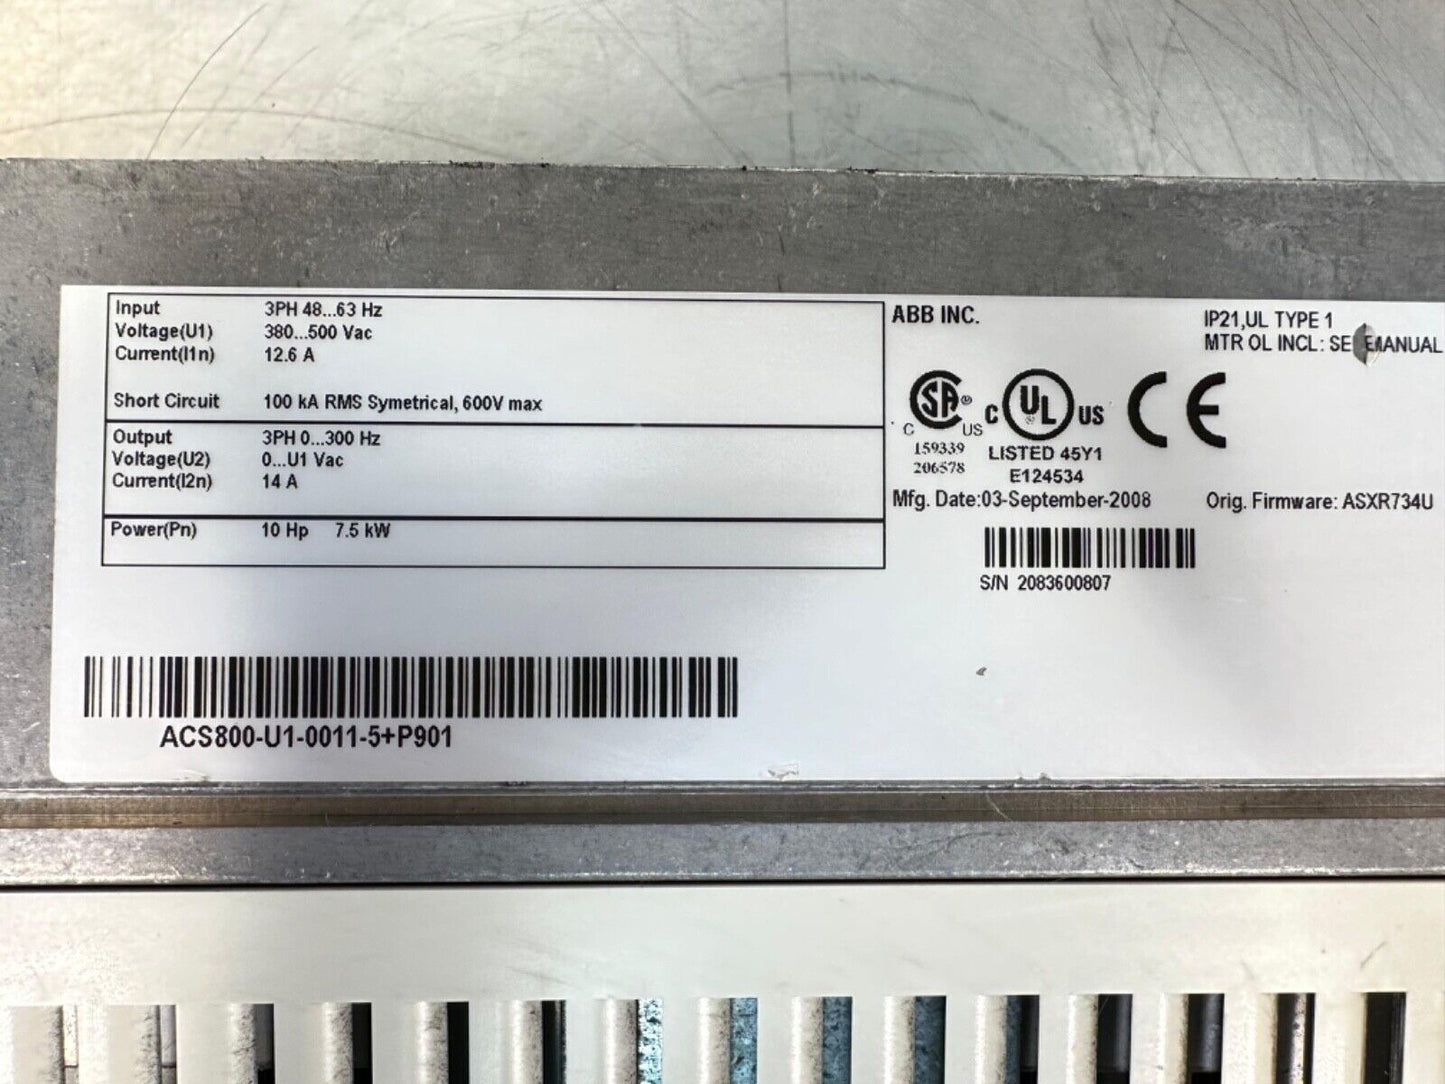 Input 3PH 48...63 Hz
Voltage(U1) 380...500 Vac
Current(I1n) 12.6 A
Short Circuit 100 kA RMS Symetrical, 600V max
Output 3PH 0...300 Hz
Voltage(U2) 0...U1 Vac
Current(I2n) 14 A
Power(Pn) 10 Hp 7.5 kW
ACS800-U1-0011-5+P901
ABB INC.
IP21,UL TYPE 1
MTR OL INCL: SEE MANUAL
C SA ® US
C UL ® US
CE
159339
206578
LISTED 45Y1
E124534
Mfg. Date:03-September-2008
Orig. Firmware: ASXR734U
S/N 2083600807